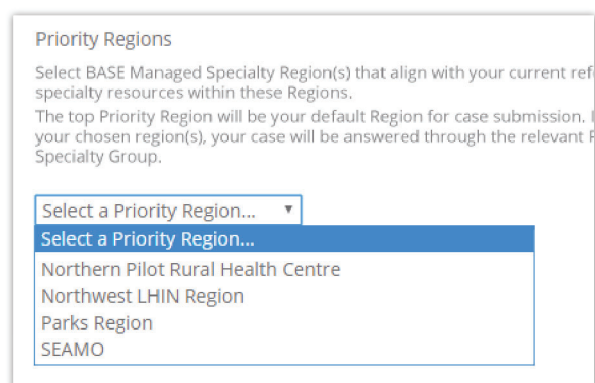 Priority Regions
Select BASE Managed Specialty Region(s) that align with your current
specialty resources within these Regions.
The top Priority Region will be your default Region for case submission.
your chosen region(s), your case will be answered through the relevant
Specialty Group.
Select a Priority Region...
Select a Priority Region...
Northern Pilot Rural Health Centre
Northwest LHIN Region
Parks Region
SEAMO